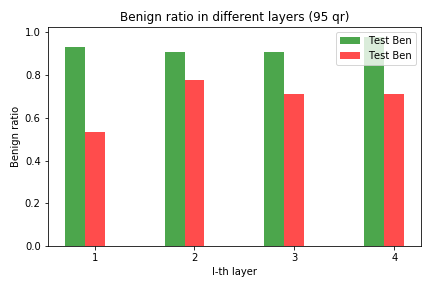 Benign ratio in different layers (95 qr)
Test Ben
Test Ben
1.0
0.8
0.6
0.4
0.2
0.0
Benign ratio
1 2 3 4
l-th layer